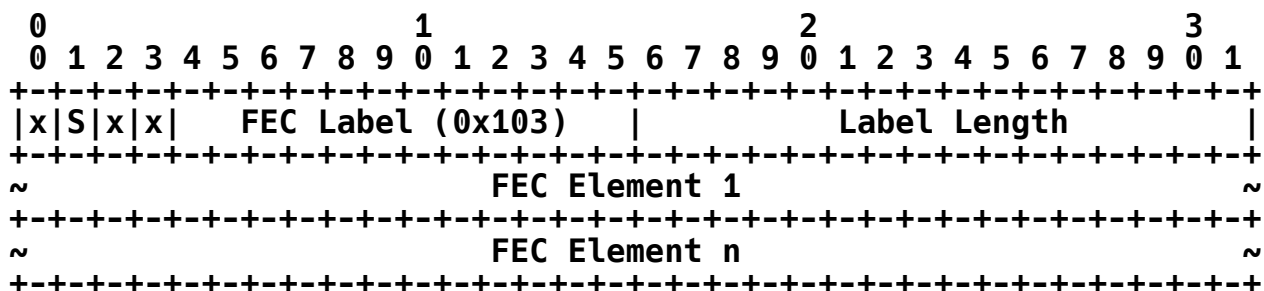 0                   1                   2                   3
 0 1 2 3 4 5 6 7 8 9 0 1 2 3 4 5 6 7 8 9 0 1 2 3 4 5 6 7 8 9 0 1
+-+-+-+-+-+-+-+-+-+-+-+-+-+-+-+-+-+-+-+-+-+-+-+-+-+-+-+-+-+-+-+-+
|x|S|x|x|   FEC Label (0x103)   |          Label Length         |
+-+-+-+-+-+-+-+-+-+-+-+-+-+-+-+-+-+-+-+-+-+-+-+-+-+-+-+-+-+-+-+-+
~                        FEC Element 1                          ~
+-+-+-+-+-+-+-+-+-+-+-+-+-+-+-+-+-+-+-+-+-+-+-+-+-+-+-+-+-+-+-+-+
~                        FEC Element n                          ~
+-+-+-+-+-+-+-+-+-+-+-+-+-+-+-+-+-+-+-+-+-+-+-+-+-+-+-+-+-+-+-+-+